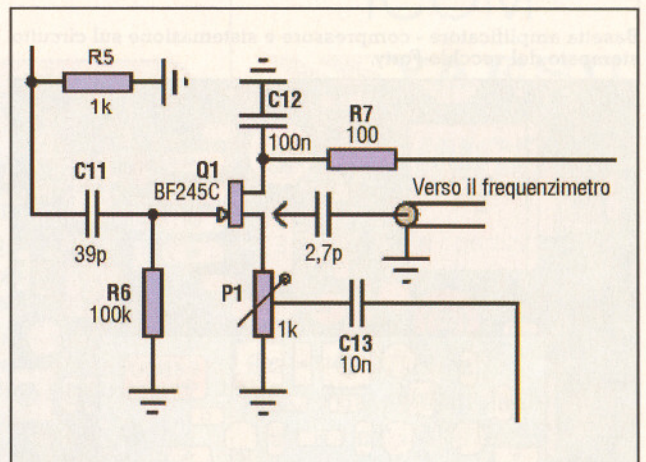 R5
1k
C12
100n
R7
100
C11
39p
Q1
BF245C
Verso il frequenzimetro
2,7p
R6
100k
P1
1k
C13
10n